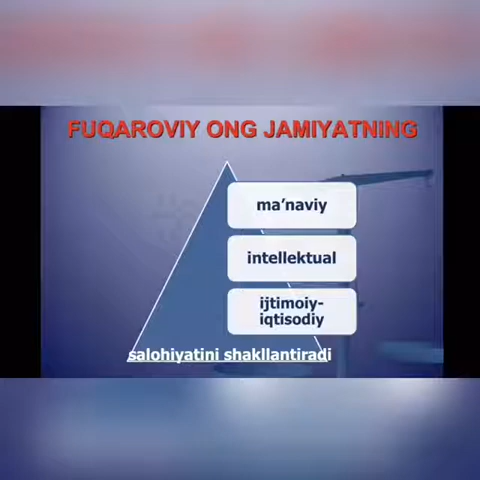 FUQAROVIY ONG JAMIYATNING
ma’naviy
intellektual
ijtimoiy-
iqtisodiy
salohiyatini shakllantiradi